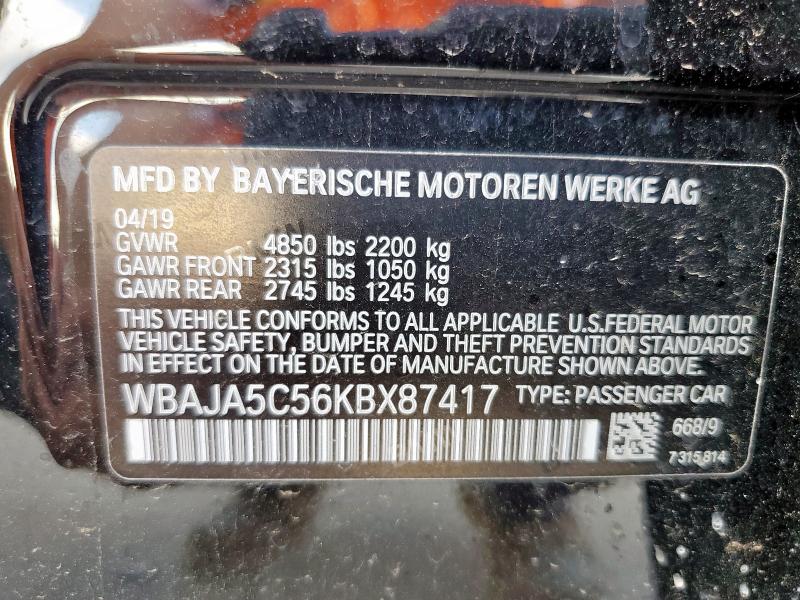 MFD BY BAYERISCHE MOTOREN WERKE AG
04/19
GVWR 4850 lbs 2200 kg
GAWR FRONT 2315 lbs 1050 kg
GAWR REAR 2745 lbs 1245 kg
THIS VEHICLE CONFORMS TO ALL APPLICABLE U.S.FEDERAL MOTOR
VEHICLE SAFETY, BUMPER AND THEFT PREVENTION STANDARDS
IN EFFECT ON THE DATE OF MANUFACTURE SHOWN ABOVE.
WBAJA5C56KBX87417 TYPE: PASSENGER CAR
668/9
7 315 814